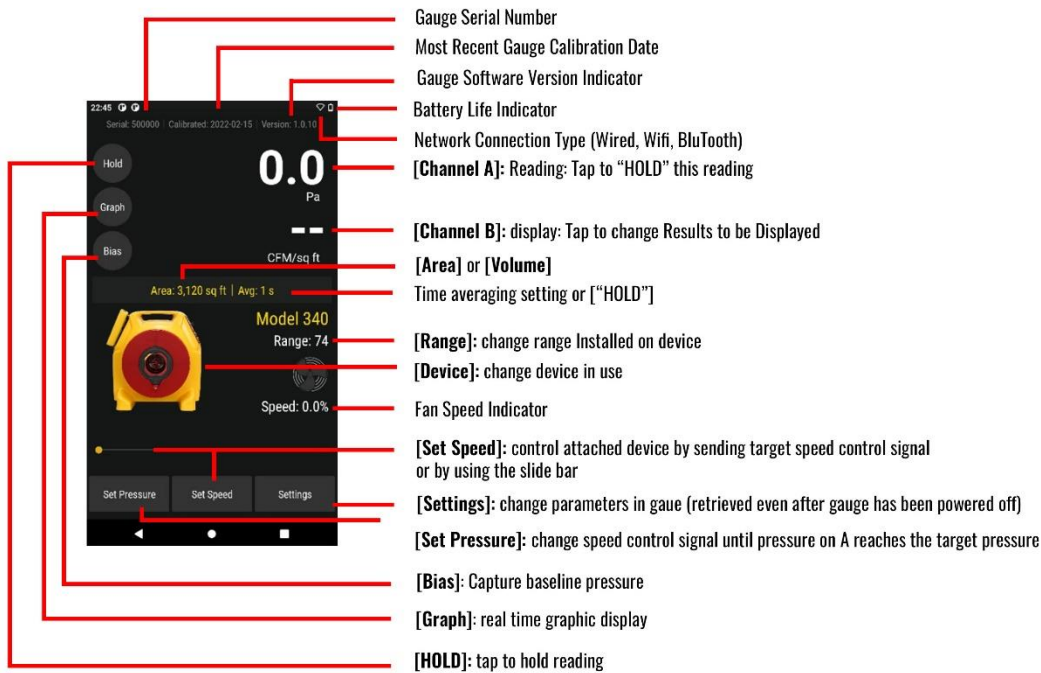 Gauge Serial Number
Most Recent Gauge Calibration Date
Gauge Software Version Indicator
Battery Life Indicator
Network Connection Type (Wired, Wifi, BluTooth)
[Channel A]: Reading: Tap to “HOLD” this reading
[Channel B]: display: Tap to change Results to be Displayed
[Area] or [Volume]
Time averaging setting or [“HOLD”]
[Range]: change range Installed on device
[Device]: change device in use
Fan Speed Indicator
[Set Speed]: control attached device by sending target speed control signal
or by using the slide bar
[Settings]: change parameters in gaue (retrieved even after gauge has been powered off)
[Set Pressure]: change speed control signal until pressure on A reaches the target pressure
[Bias]: Capture baseline pressure
[Graph]: real time graphic display
[HOLD]: tap to hold reading
22:45
Serial: 500000 | Calibrated: 2022-02-15 | Version: 1.0.10
Hold
0.0
Pa
Graph
--
Bias
CFM/sq ft
Area: 3,120 sq ft | Avg: 1 s
Model 340
Range: 74
Speed: 0.0%
Set Pressure
Set Speed
Settings